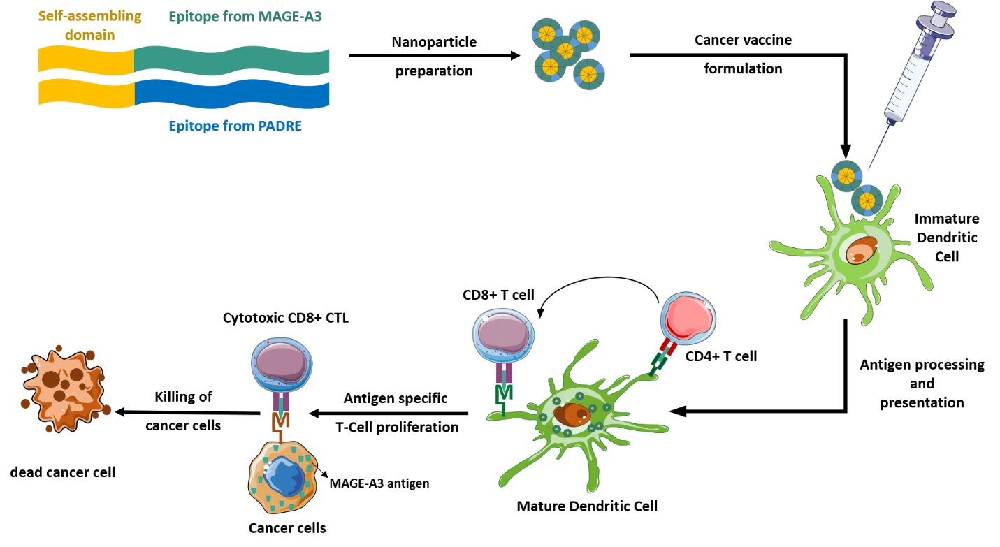 Self-assembling
domain
Epitope from MAGE-A3
Epitope from PADRE
Nanoparticle
preparation
Cancer vaccine
formulation
Immature
Dendritic
Cell
Antigen processing
and
presentation
CD4+ T cell
CD8+ T cell
Mature Dendritic Cell
Antigen specific
T-Cell proliferation
Cytotoxic CD8+ CTL
MAGE-A3 antigen
Cancer cells
Killing of
cancer cells
dead cancer cell